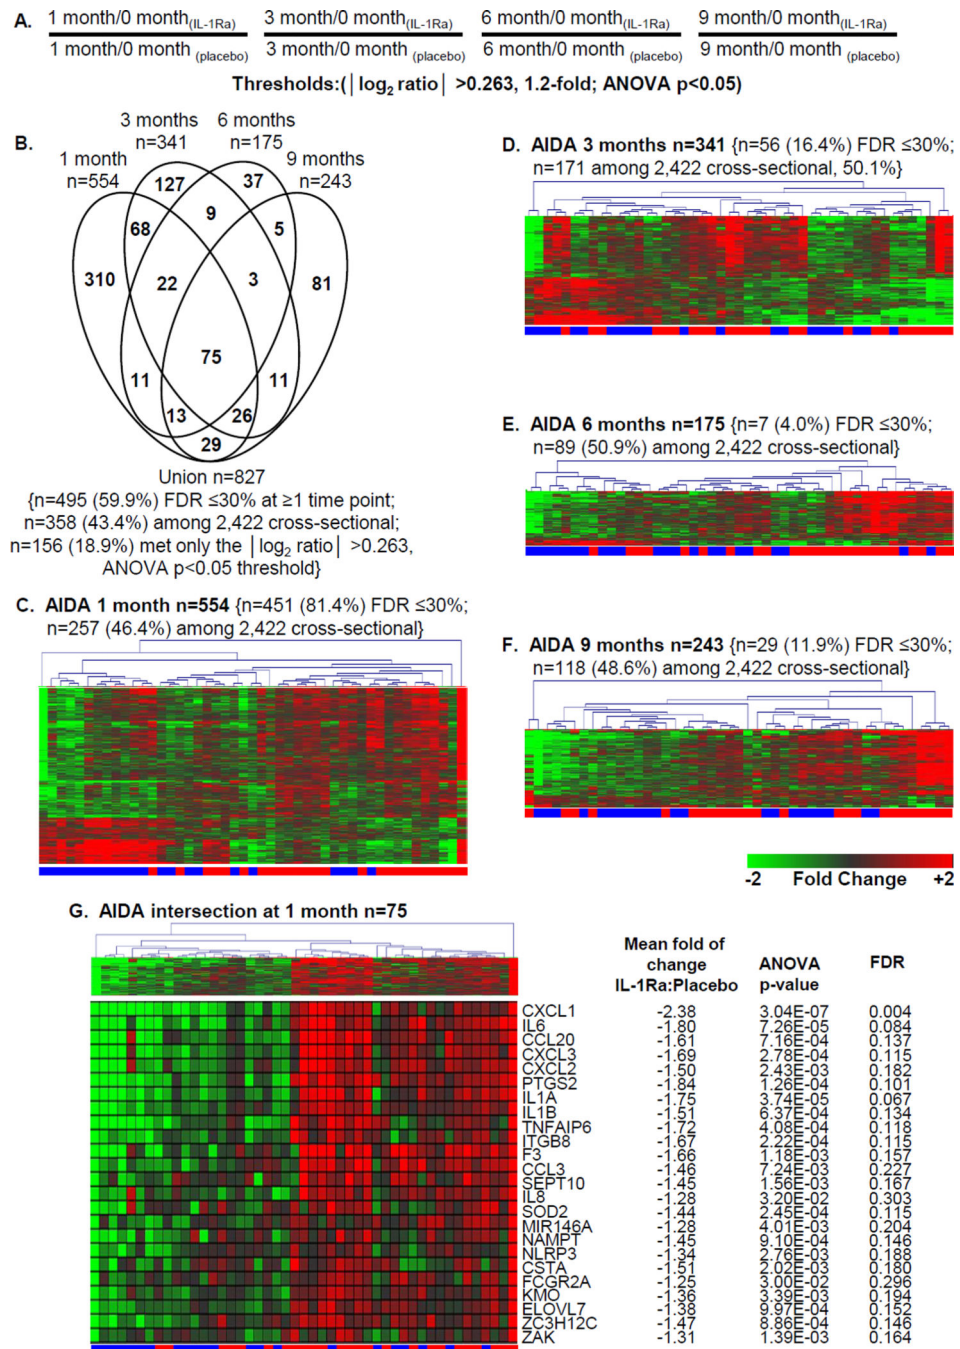 A. 1 month/0 month(IL-1Ra) 3 month/0 month(IL-1Ra) 6 month/0 month(IL-1Ra) 9 month/0 month(IL-1Ra)
1 month/0 month (placebo) 3 month/0 month (placebo) 6 month/0 month (placebo) 9 month/0 month (placebo)
Thresholds:(│log2 ratio│ >0.263, 1.2-fold; ANOVA p<0.05)
B.
3 months
n=341
6 months
n=175
1 month
n=554
9 months
n=243
127
37
9
68
5
310
22
3
81
75
11
11
13
26
29
Union n=827
{n=495 (59.9%) FDR ≤30% at ≥1 time point;
n=358 (43.4%) among 2,422 cross-sectional;
n=156 (18.9%) met only the │log2 ratio│ >0.263,
ANOVA p<0.05 threshold}
C. AIDA 1 month n=554 {n=451 (81.4%) FDR ≤30%;
n=257 (46.4%) among 2,422 cross-sectional}
D. AIDA 3 months n=341 {n=56 (16.4%) FDR ≤30%;
n=171 among 2,422 cross-sectional, 50.1%}
E. AIDA 6 months n=175 {n=7 (4.0%) FDR ≤30%;
n=89 (50.9%) among 2,422 cross-sectional}
F. AIDA 9 months n=243 {n=29 (11.9%) FDR ≤30%;
n=118 (48.6%) among 2,422 cross-sectional}
-2 Fold Change +2
G. AIDA intersection at 1 month n=75
Mean fold of
change
IL-1Ra:Placebo
ANOVA
p-value
FDR
CXCL1 -2.38 3.04E-07 0.004
IL6 -1.80 7.26E-05 0.084
CCL20 -1.61 7.16E-04 0.137
CXCL3 -1.69 2.78E-04 0.115
CXCL2 -1.50 2.43E-03 0.182
PTGS2 -1.84 1.26E-04 0.101
IL1A -1.75 3.74E-05 0.067
IL1B -1.51 6.37E-04 0.134
TNFAIP6 -1.72 4.08E-04 0.118
ITGB8 -1.67 2.22E-04 0.115
F3 -1.66 1.18E-03 0.157
CCL3 -1.46 7.24E-03 0.227
SEPT10 -1.45 1.56E-03 0.167
IL8 -1.28 3.20E-02 0.303
SOD2 -1.44 2.45E-04 0.115
MIR146A -1.28 4.01E-03 0.204
NAMPT -1.45 9.10E-04 0.146
NLRP3 -1.34 2.76E-03 0.188
CSTA -1.51 2.02E-03 0.180
FCGR2A -1.25 3.00E-02 0.296
KMO -1.36 3.39E-03 0.194
ELOVL7 -1.38 9.97E-04 0.152
ZC3H12C -1.47 8.86E-04 0.146
ZAK -1.31 1.39E-03 0.164